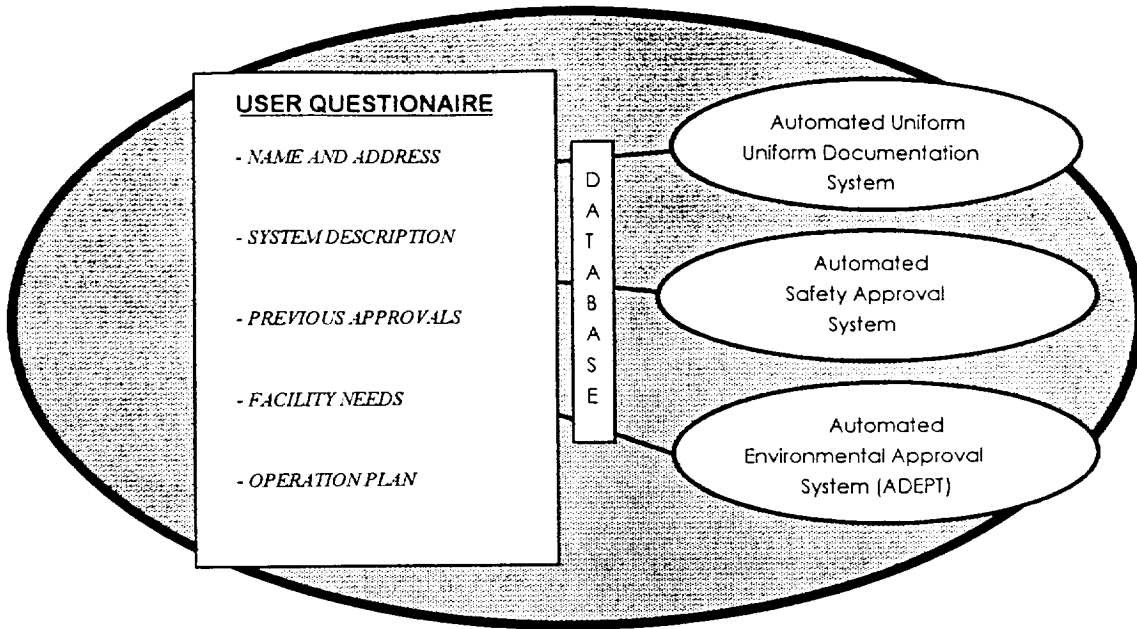 USER QUESTIONAIRE
- NAME AND ADDRESS
- SYSTEM DESCRIPTION
- PREVIOUS APPROVALS
- FACILITY NEEDS
- OPERATION PLAN
DATABASE
Automated Uniform
Uniform Documentation
System
Automated
Safety Approval
System
Automated
Environmental Approval
System (ADEPT)